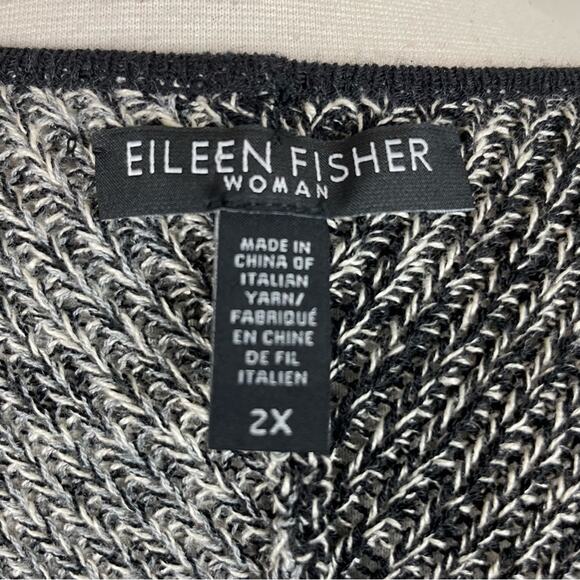 EILEEN FISHER
WOMAN
MADE IN
CHINA OF
ITALIAN
YARN/
FABRIQUÉ
EN CHINE
DE FIL
ITALIEN
2X